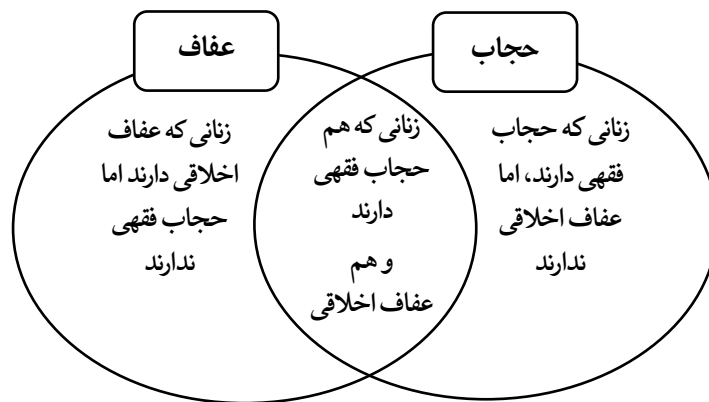 حجاب
عفاف
زنانی که حجاب
فقهی دارند، اما
عفاف اخلاقی
ندارند
زنانی که هم
حجاب فقهی
دارند
و هم
عفاف اخلاقی
زنانی که عفاف
اخلاقی دارند اما
حجاب فقهی
ندارند